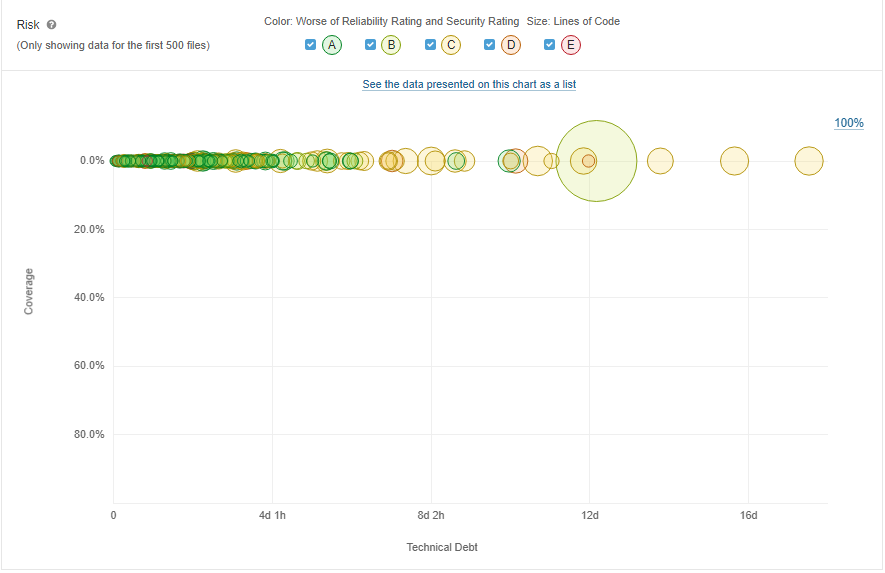 Risk
Color: Worse of Reliability Rating and Security Rating Size: Lines of Code
(Only showing data for the first 500 files)
A B C D E
See the data presented on this chart as a list
100%
0.0%
20.0%
40.0%
60.0%
80.0%
Coverage
0 4d 1h 8d 2h 12d 16d
Technical Debt